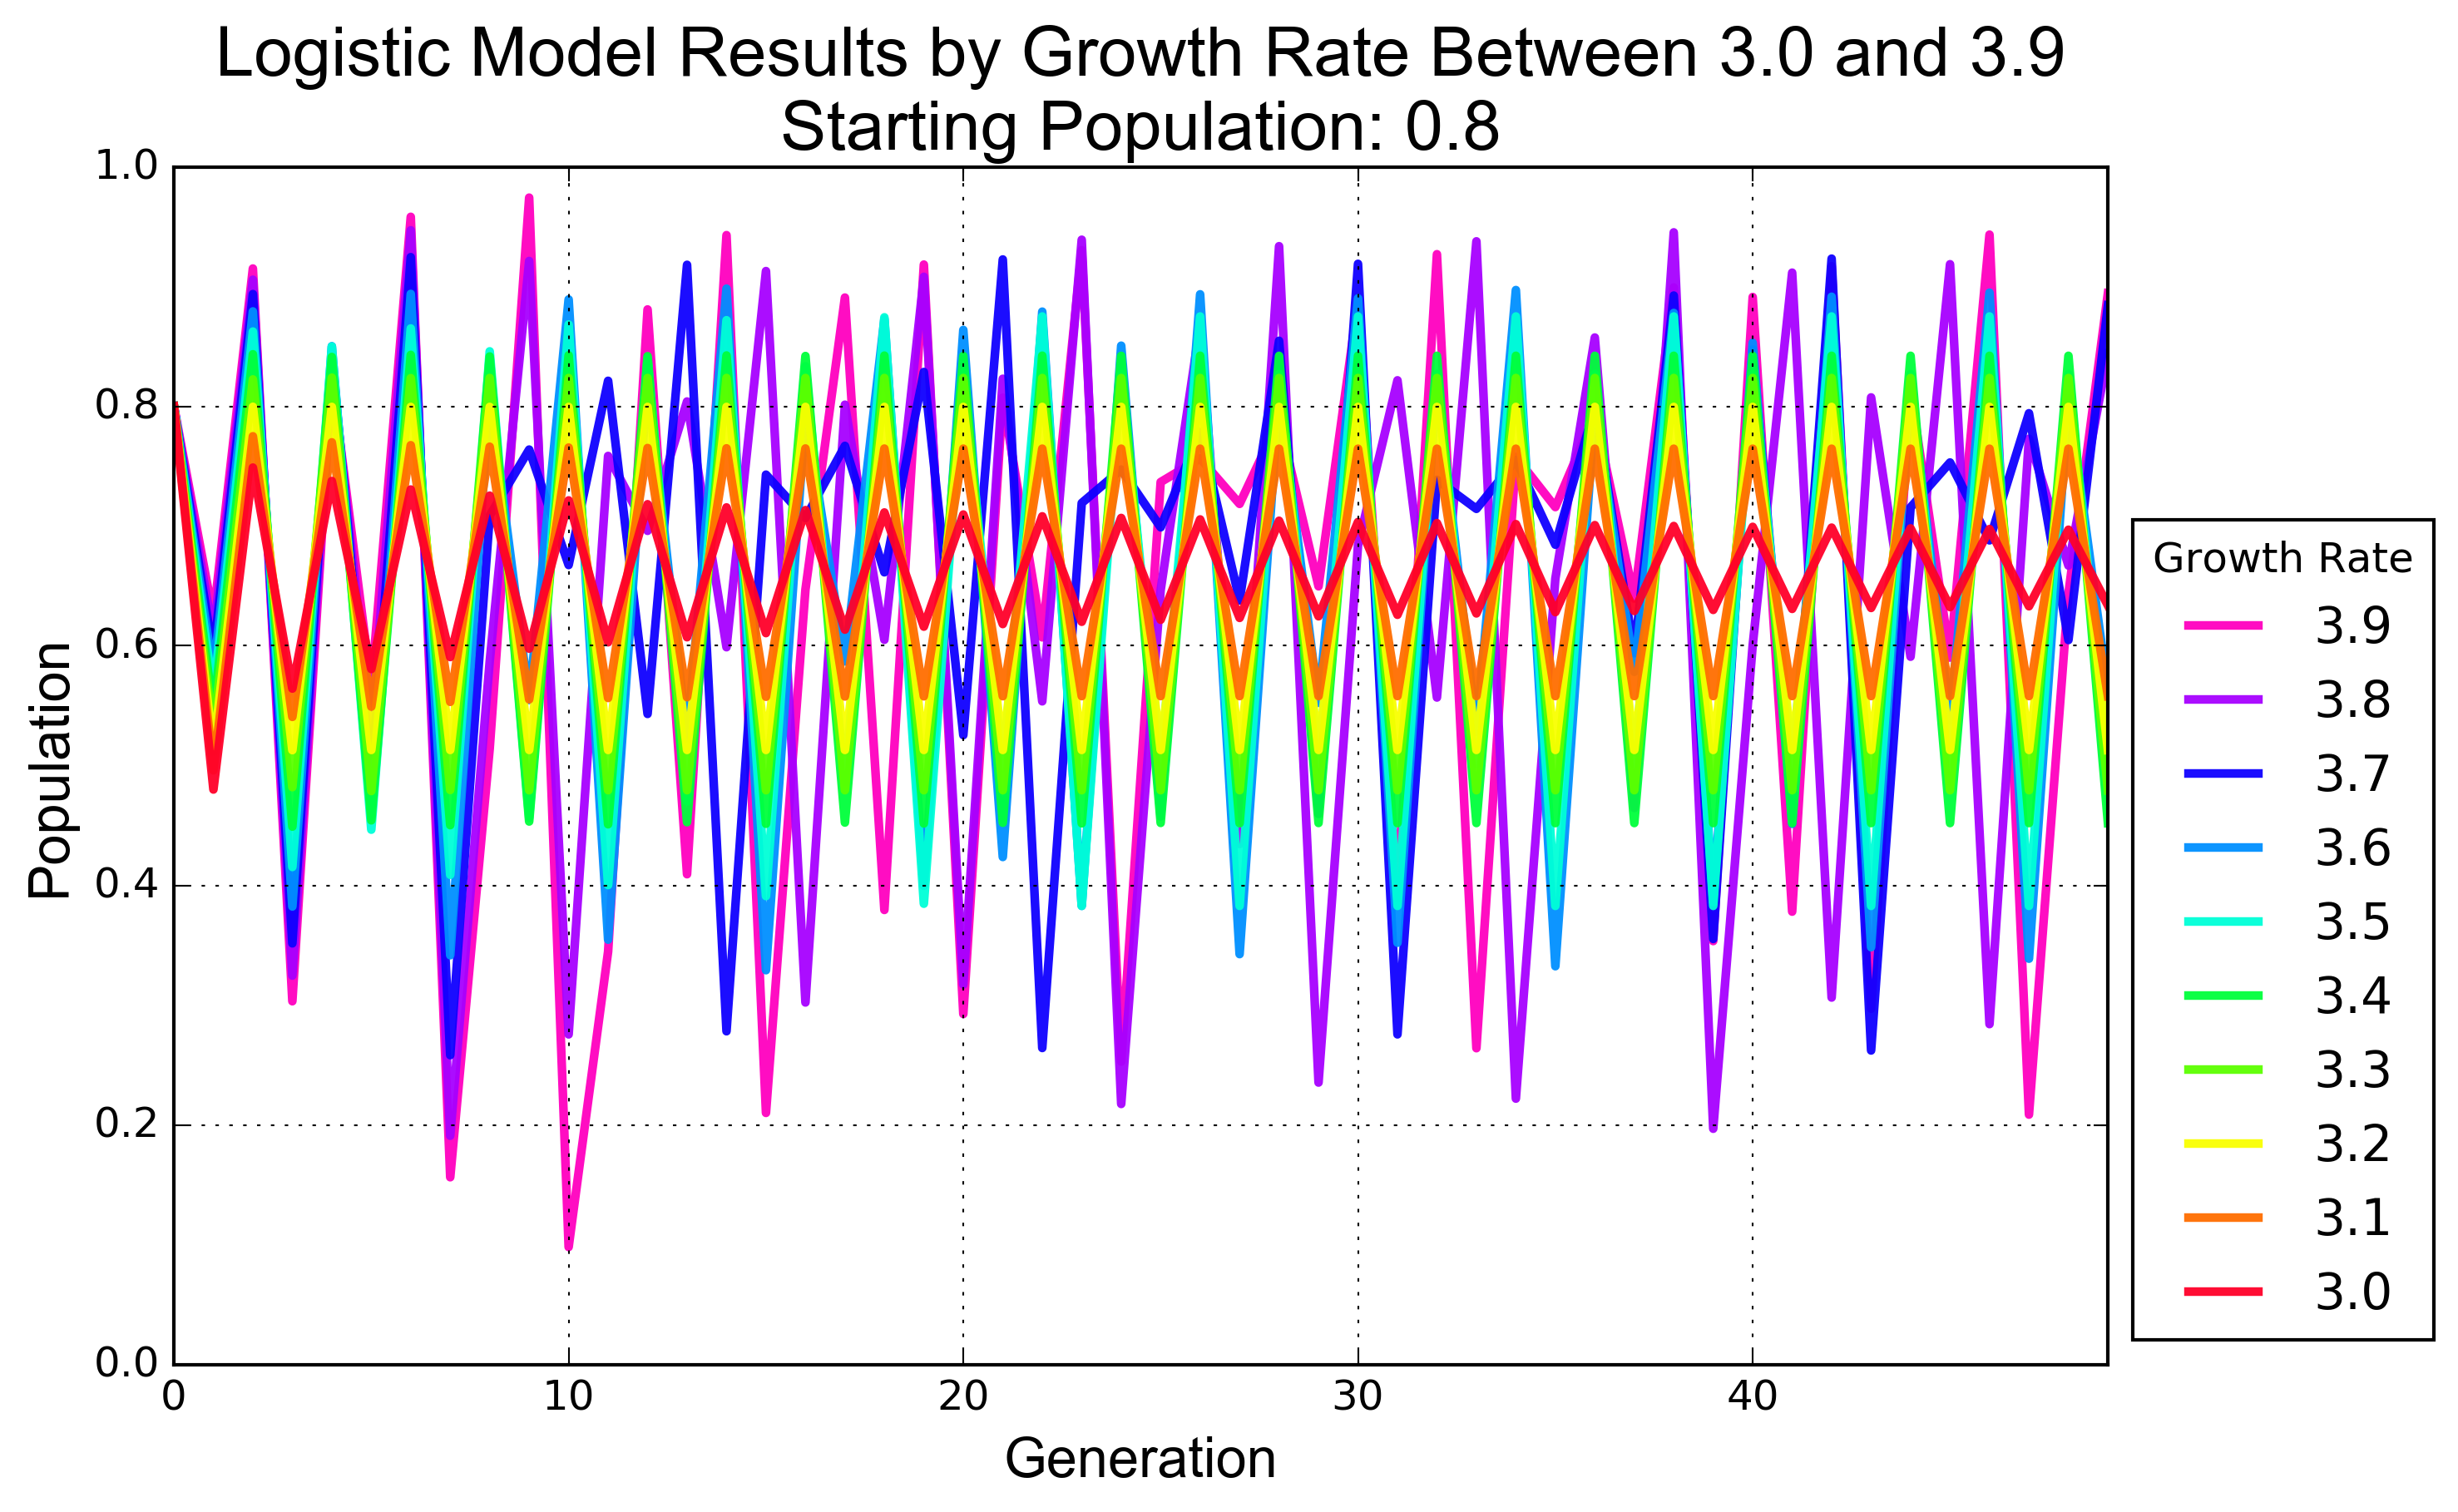 Logistic Model Results by Growth Rate Between 3.0 and 3.9
Starting Population: 0.8
1.0
0.8
0.6
0.4
0.2
0.0
Population
0 10 20 30 40
Generation
Growth Rate
3.9
3.8
3.7
3.6
3.5
3.4
3.3
3.2
3.1
3.0